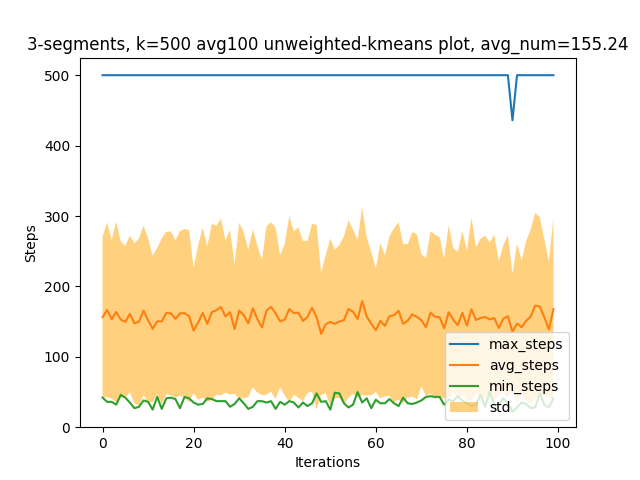 3-segments, k=500 avg100 unweighted-kmeans plot, avg_num=155.24
500
400
300
200
100
0
Steps
0
20
40
60
80
100
Iterations
max_steps
avg_steps
min_steps
std